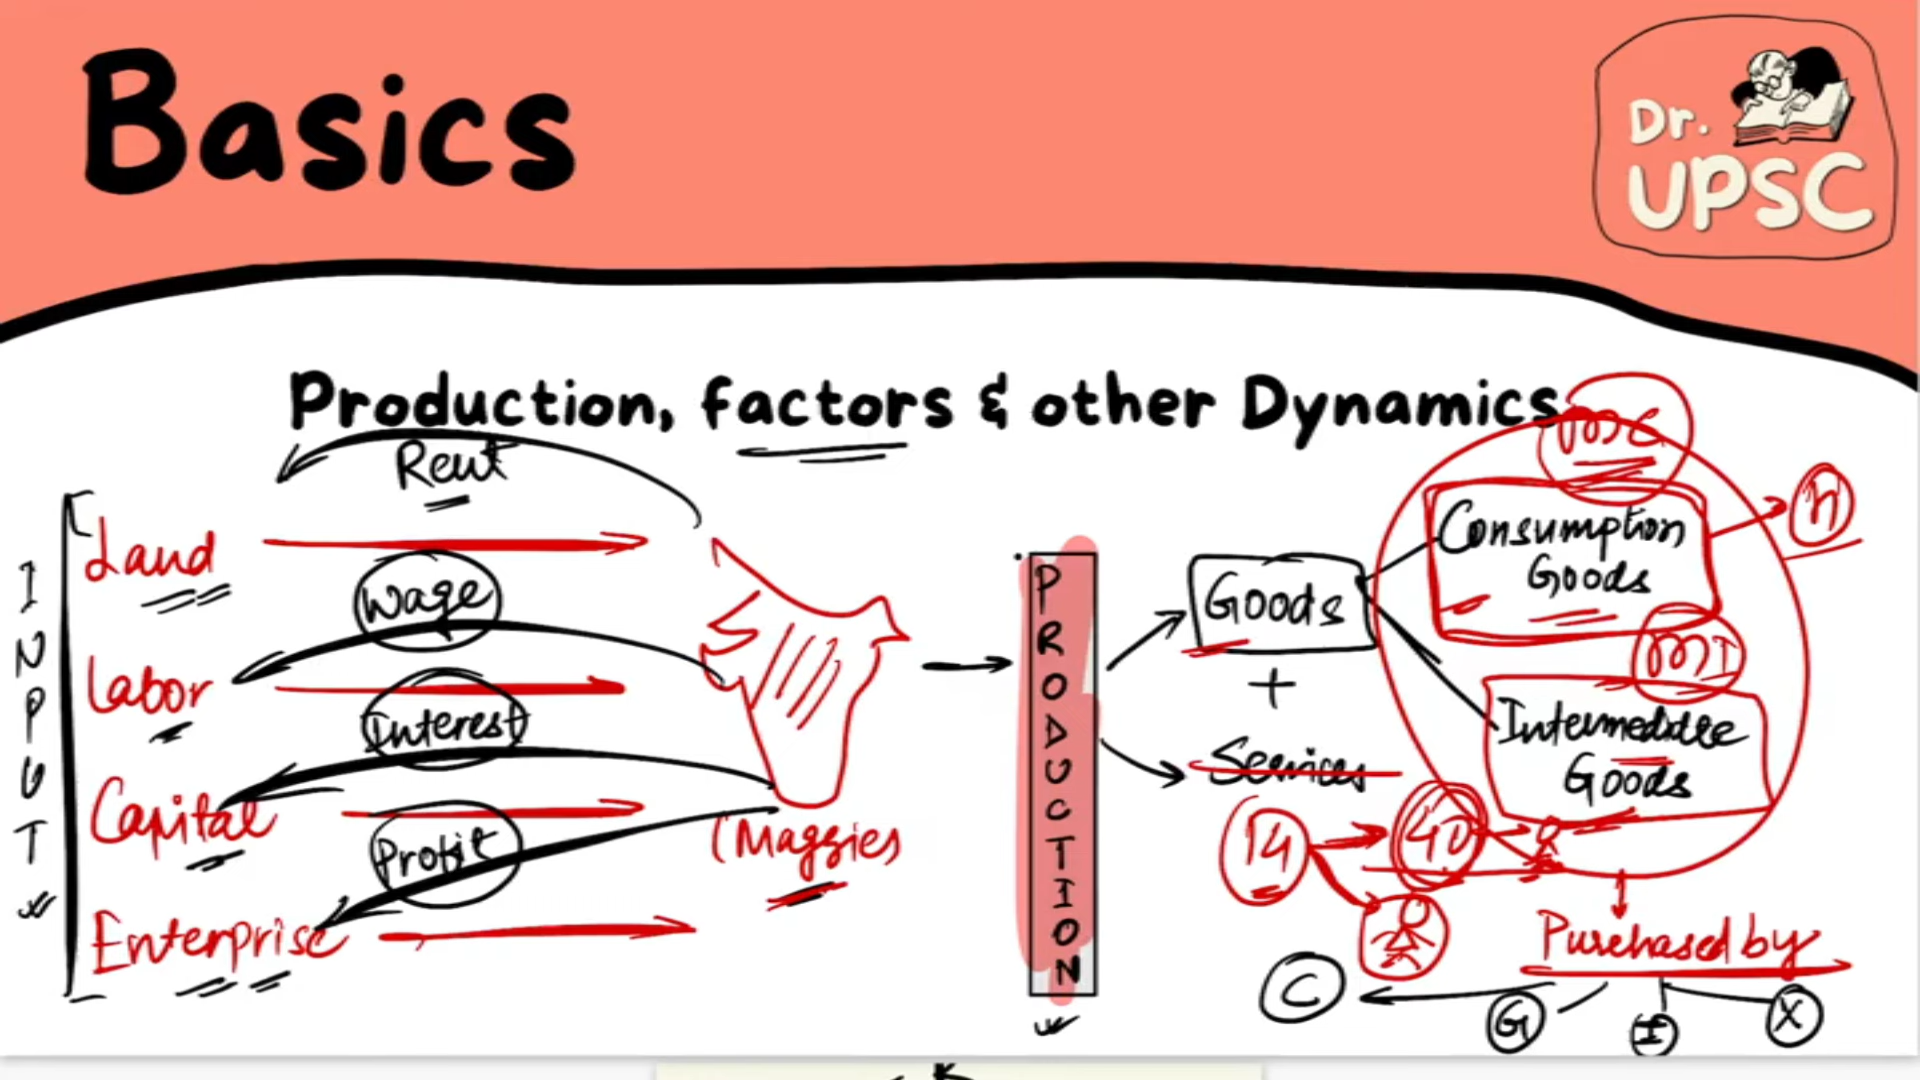 Basics
Dr.
UPSC
Production, factors & other Dynamics
INPUT
Land
Rent
Labor
Wage
Capital
Interest
Enterprise
Profit
(Maggies
PRODUCTION
Goods
+
Services
Consumption
Goods
Intermediate
Goods
14
40
Purchased by
C
G
I
X